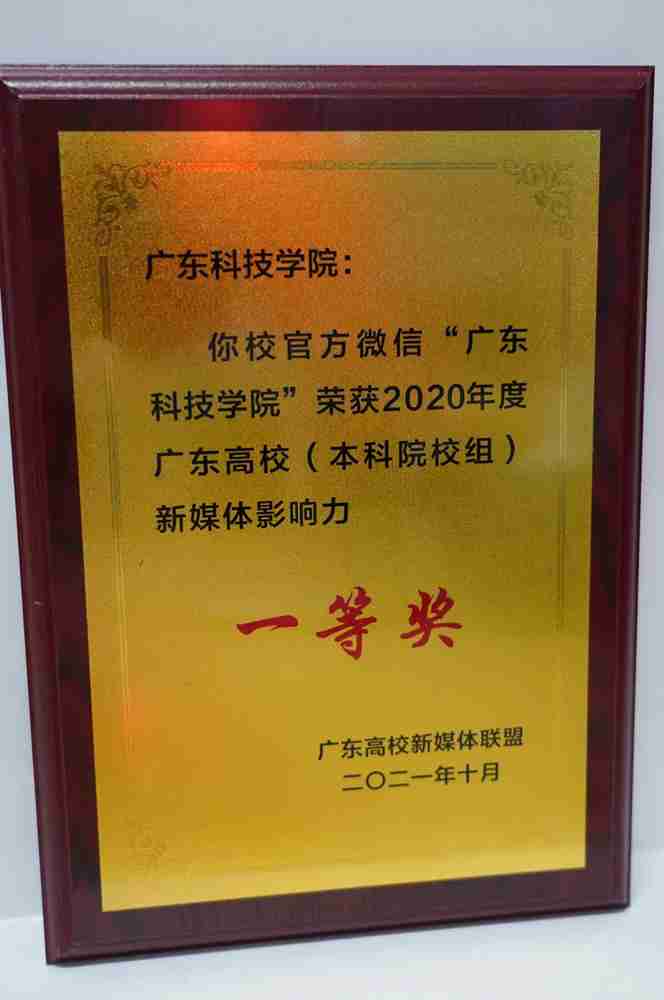 广东科技学院：
你校官方微信“广东
科技学院”荣获2020年度
广东高校（本科院校组）
新媒体影响力
一等奖
广东高校新媒体联盟
二〇二一年十月